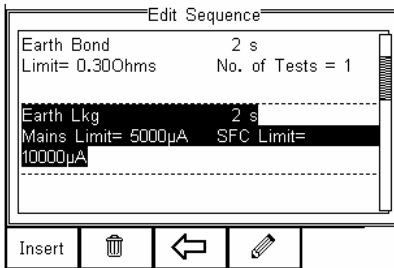 Edit Sequence
Earth Bond 2 s
Limit= 0.30Ohms No. of Tests = 1
Earth Lkg 2 s
Mains Limit= 5000µA SFC Limit=
10000µA
Insert